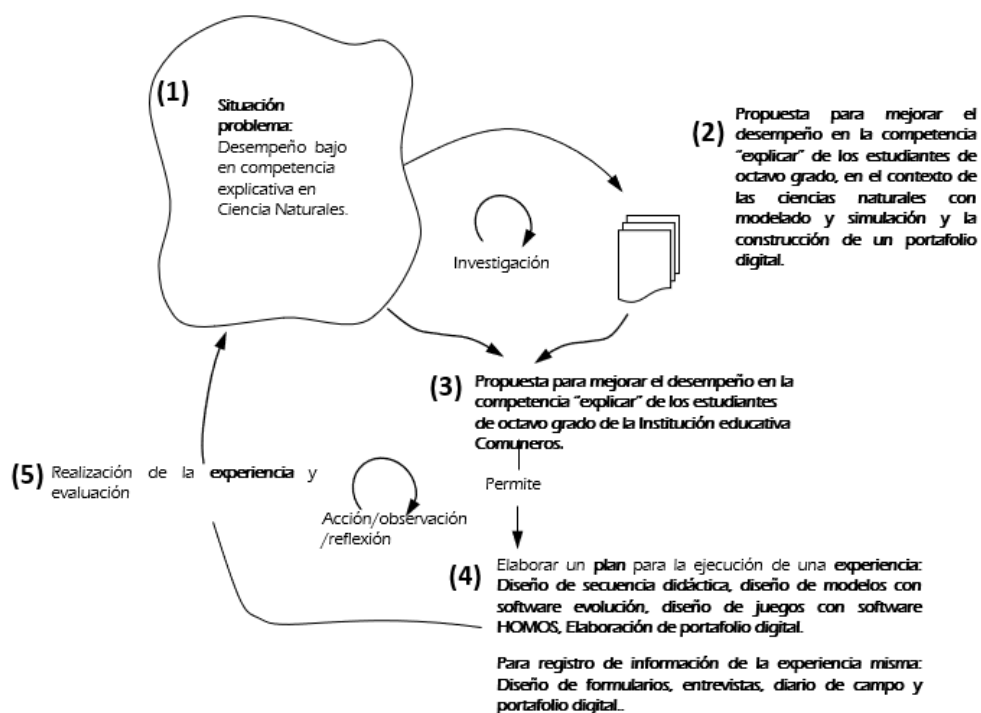 (1)
Situación
problema:
Desempeño bajo
en competencia
explicativa en
Ciencia Naturales.
(2)
Propuesta para mejorar el
desempeño en la competencia
"explicar" de los estudiantes de
octavo grado, en el contexto de
las ciencias naturales con
modelado y simulación y la
construcción de un portafolio
digital.
Investigación
(3)
Propuesta para mejorar el desempeño en la
competencia "explicar" de los estudiantes
de octavo grado de la Institución educativa
Comuneros.
Permite
(5) Realización de la experiencia y
evaluación
Acción/observación
/reflexión
(4)
Elaborar un plan para la ejecución de una experiencia:
Diseño de secuencia didáctica, diseño de modelos con
software evolución, diseño de juegos con software
HOMOS, Elaboración de portafolio digital.
Para registro de información de la experiencia misma:
Diseño de formularios, entrevistas, diario de campo y
portafolio digital..